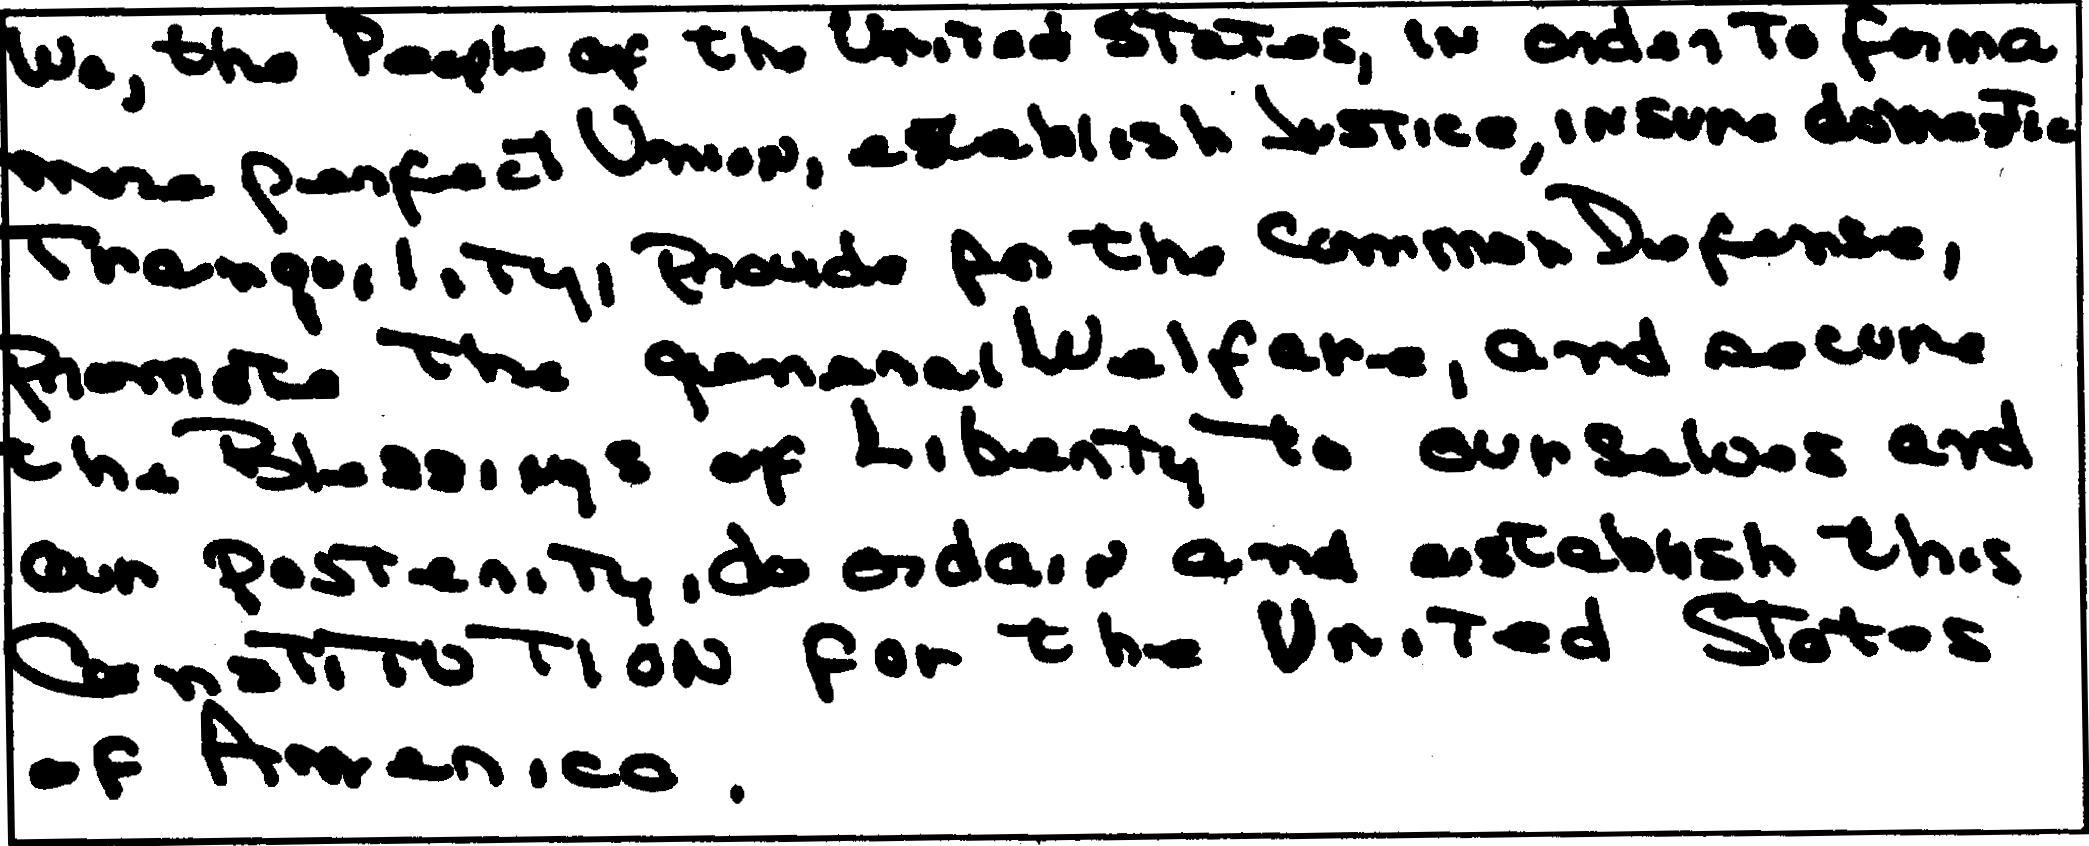 We, the People of the United States, in order to form a
more perfect Union, establish Justice, insure domestic
Tranquility, Provide for the common Defense,
Promote the general Welfare, and secure
the Blessings of Liberty to ourselves and
our posterity, do ordain and establish this
Constitution for the United States
of America.